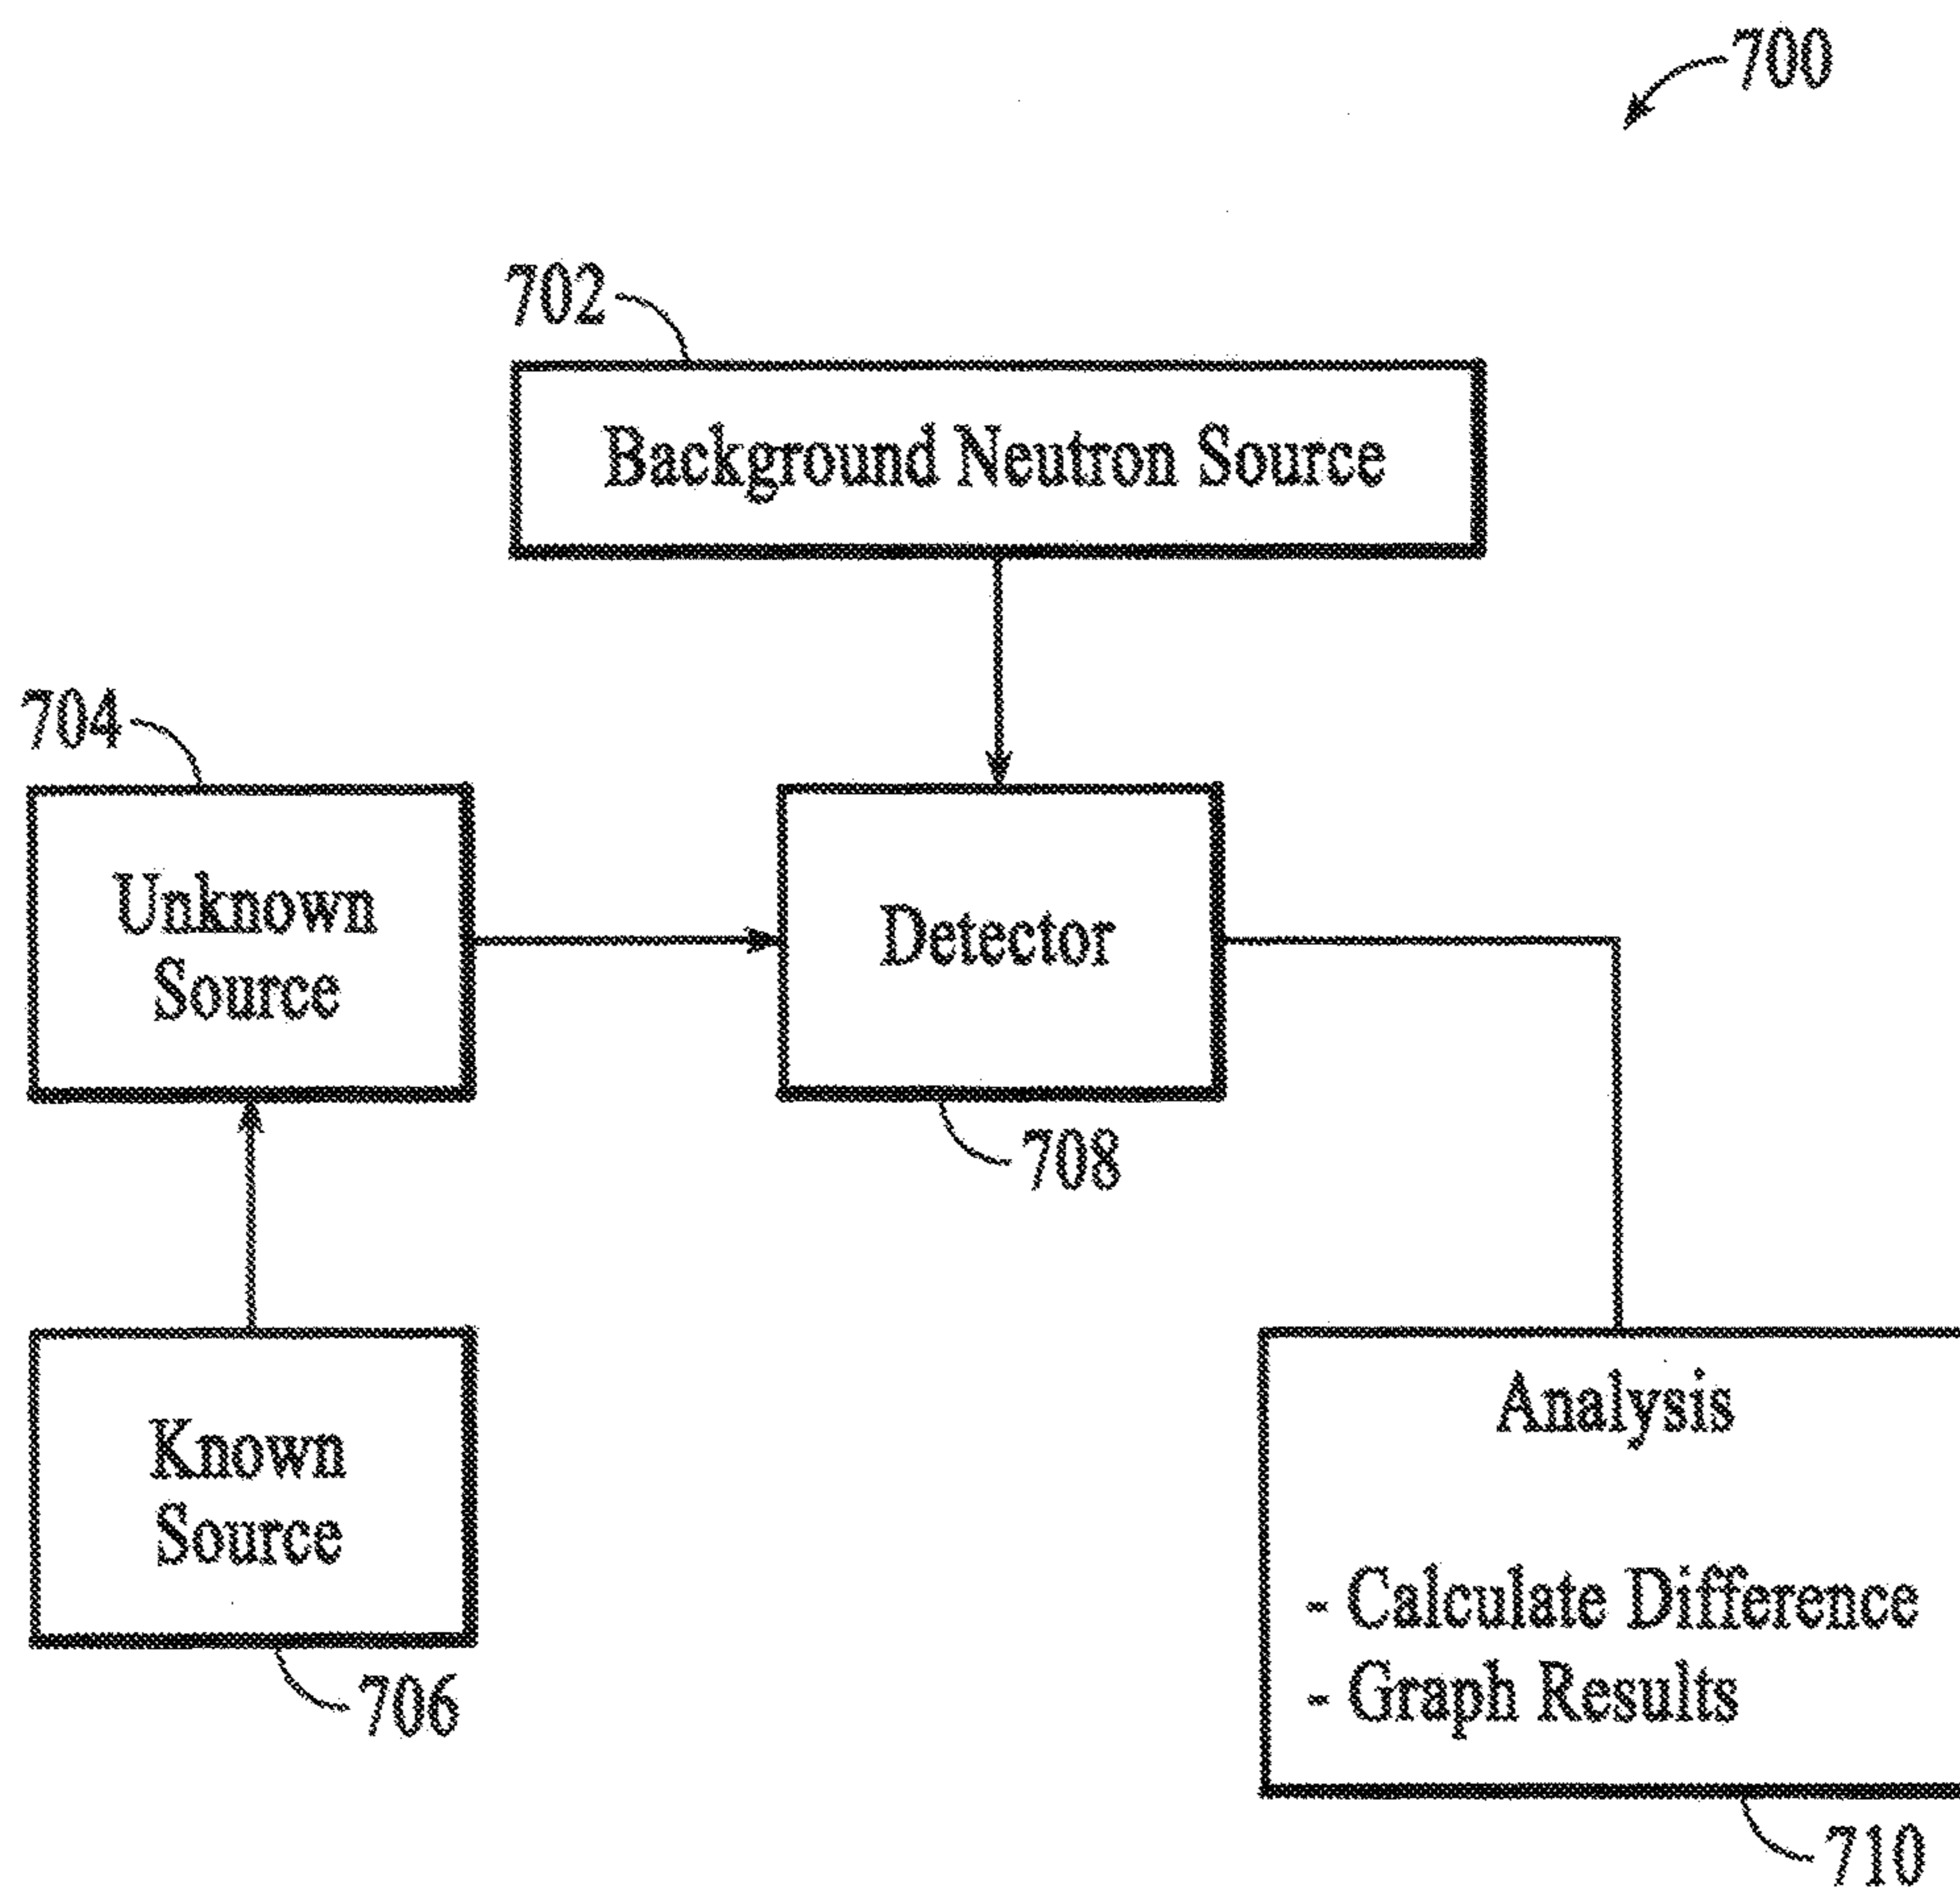 700
702
Background Neutron Source
704
Unknown
Source
Detector
708
Known
Source
706
Analysis
- Calculate Difference
- Graph Results
710